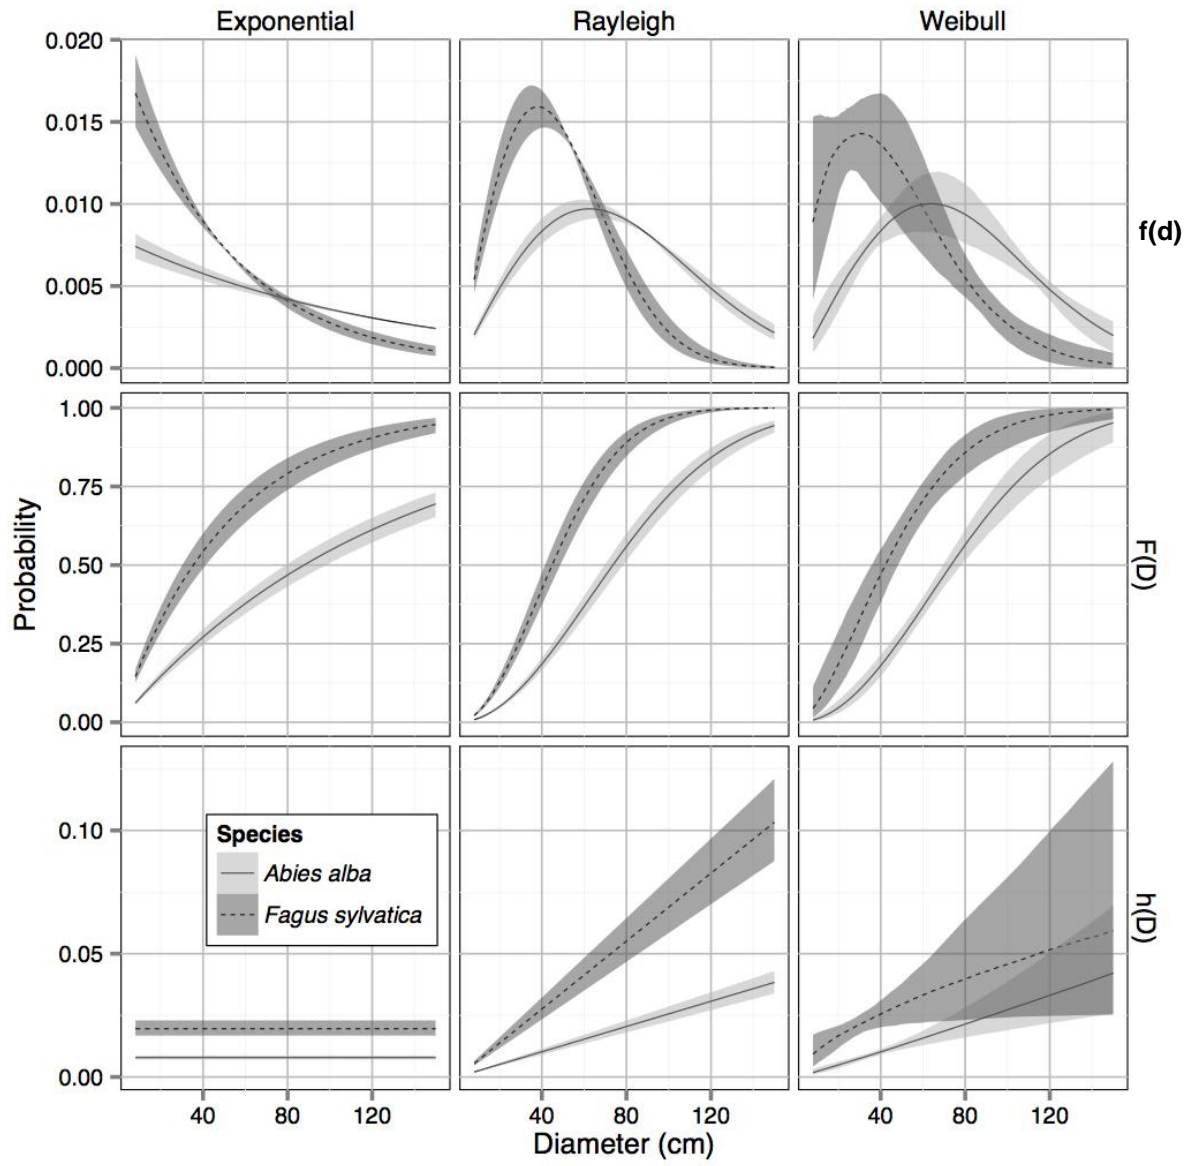 Exponential Rayleigh Weibull
0.020
0.015
0.010
0.005
0.000
f(d)
1.00
0.75
0.50
0.25
0.00
F(D)
Probability
0.10
0.05
0.00
h(D)
Species
Abies alba
Fagus sylvatica
40 80 120 40 80 120 40 80 120
Diameter (cm)